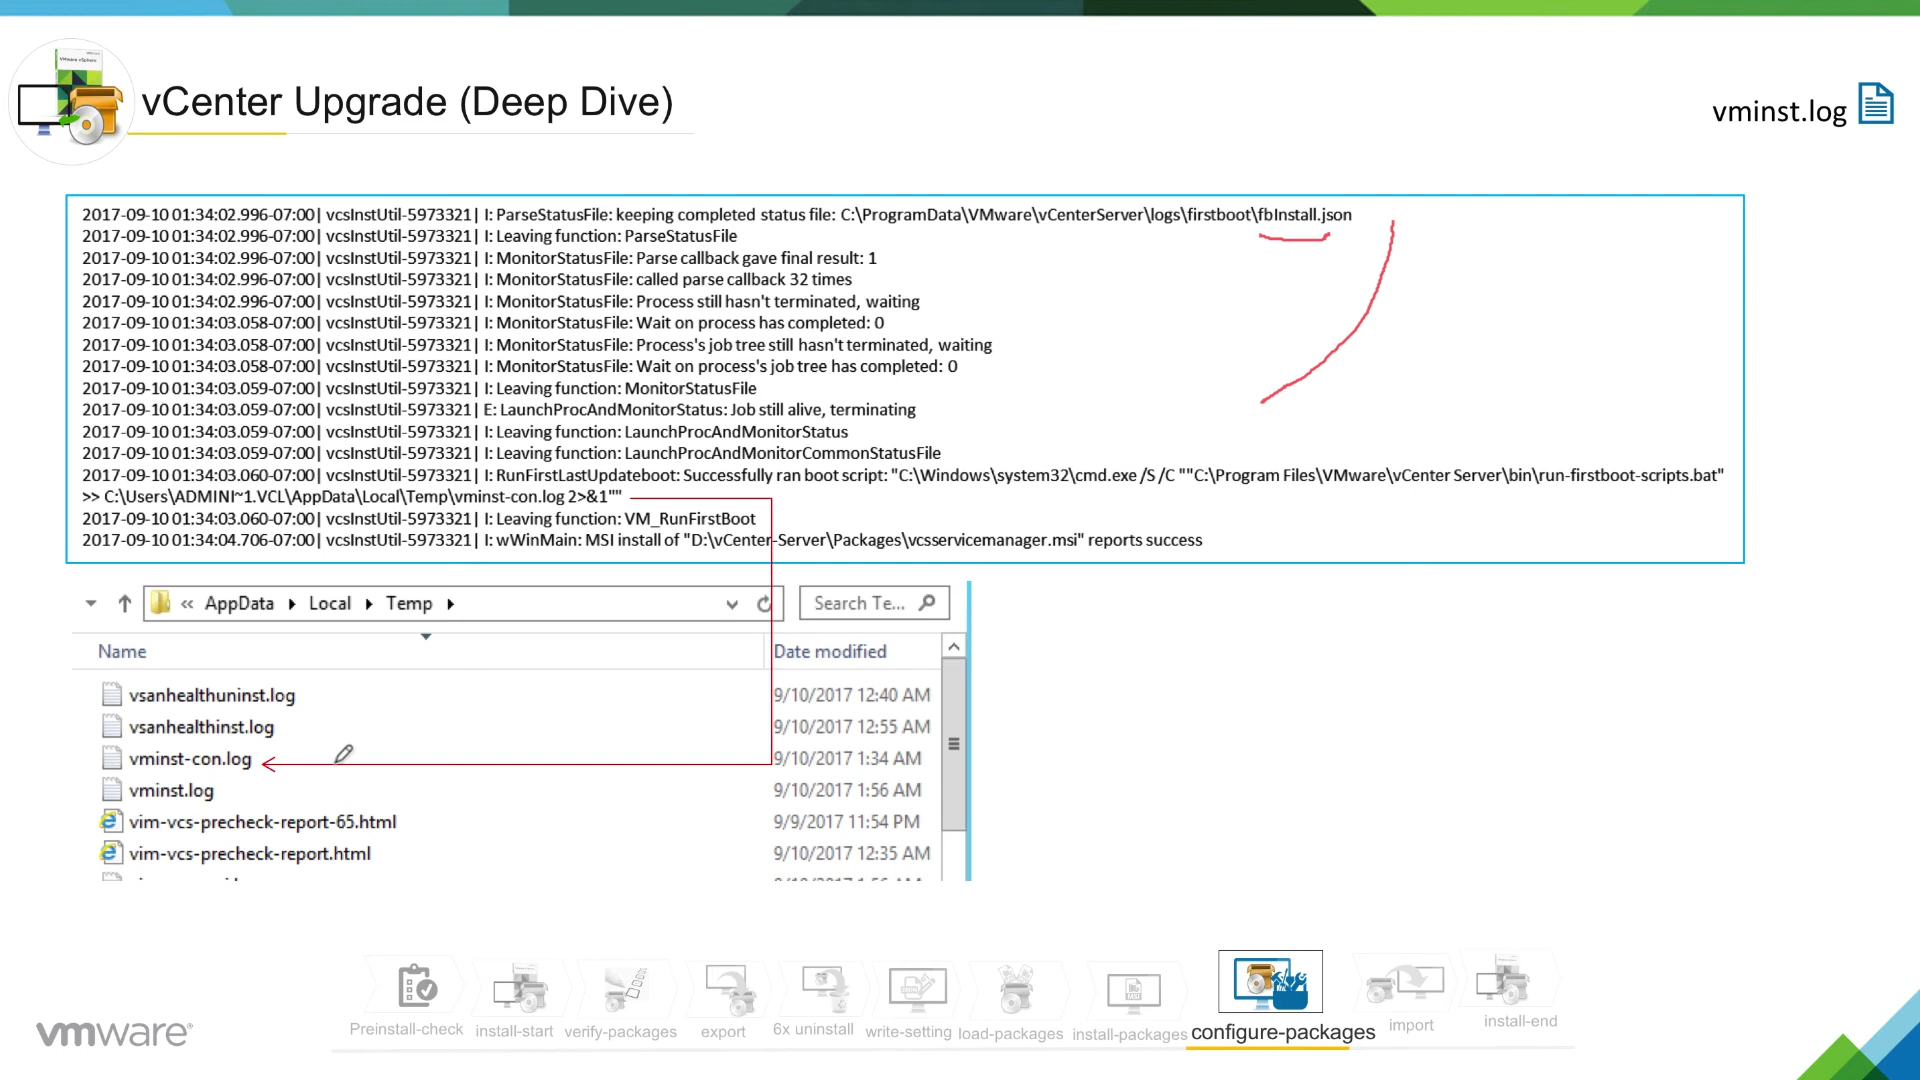 VMware vSphere
vCenter Upgrade (Deep Dive)
vminst.log
2017-09-10 01:34:02.996-07:00| vcsInstUtil-5973321| I: ParseStatusFile: keeping completed status file: C:\ProgramData\VMware\vCenterServer\logs\firstboot\fbInstall.json
2017-09-10 01:34:02.996-07:00| vcsInstUtil-5973321| I: Leaving function: ParseStatusFile
2017-09-10 01:34:02.996-07:00| vcsInstUtil-5973321| I: MonitorStatusFile: Parse callback gave final result: 1
2017-09-10 01:34:02.996-07:00| vcsInstUtil-5973321| I: MonitorStatusFile: called parse callback 32 times
2017-09-10 01:34:02.996-07:00| vcsInstUtil-5973321| I: MonitorStatusFile: Process still hasn't terminated, waiting
2017-09-10 01:34:03.058-07:00| vcsInstUtil-5973321| I: MonitorStatusFile: Wait on process has completed: 0
2017-09-10 01:34:03.058-07:00| vcsInstUtil-5973321| I: MonitorStatusFile: Process's job tree still hasn't terminated, waiting
2017-09-10 01:34:03.058-07:00| vcsInstUtil-5973321| I: MonitorStatusFile: Wait on process's job tree has completed: 0
2017-09-10 01:34:03.059-07:00| vcsInstUtil-5973321| I: Leaving function: MonitorStatusFile
2017-09-10 01:34:03.059-07:00| vcsInstUtil-5973321| E: LaunchProcAndMonitorStatus: Job still alive, terminating
2017-09-10 01:34:03.059-07:00| vcsInstUtil-5973321| I: Leaving function: LaunchProcAndMonitorStatus
2017-09-10 01:34:03.059-07:00| vcsInstUtil-5973321| I: Leaving function: LaunchProcAndMonitorCommonStatusFile
2017-09-10 01:34:03.060-07:00| vcsInstUtil-5973321| I: RunFirstLastUpdateboot: Successfully ran boot script: "C:\Windows\system32\cmd.exe /S /C ""C:\Program Files\VMware\vCenter Server\bin\run-firstboot-scripts.bat"
>> C:\Users\ADMINI~1.VCL\AppData\Local\Temp\vminst-con.log 2>&1""
2017-09-10 01:34:03.060-07:00| vcsInstUtil-5973321| I: Leaving function: VM_RunFirstBoot
2017-09-10 01:34:04.706-07:00| vcsInstUtil-5973321| I: wWinMain: MSI install of "D:\vCenter-Server\Packages\vcsservicemanager.msi" reports success
« AppData Local Temp Search Te...
Name Date modified
vsanhealthuninst.log 9/10/2017 12:40 AM
vsanhealthinst.log 9/10/2017 12:55 AM
vminst-con.log 9/10/2017 1:34 AM
vminst.log 9/10/2017 1:56 AM
vim-vcs-precheck-report-65.html 9/9/2017 11:54 PM
vim-vcs-precheck-report.html 9/10/2017 12:35 AM
vmware®
Preinstall-check install-start verify-packages export 6x uninstall write-setting load-packages install-packages configure-packages import install-end